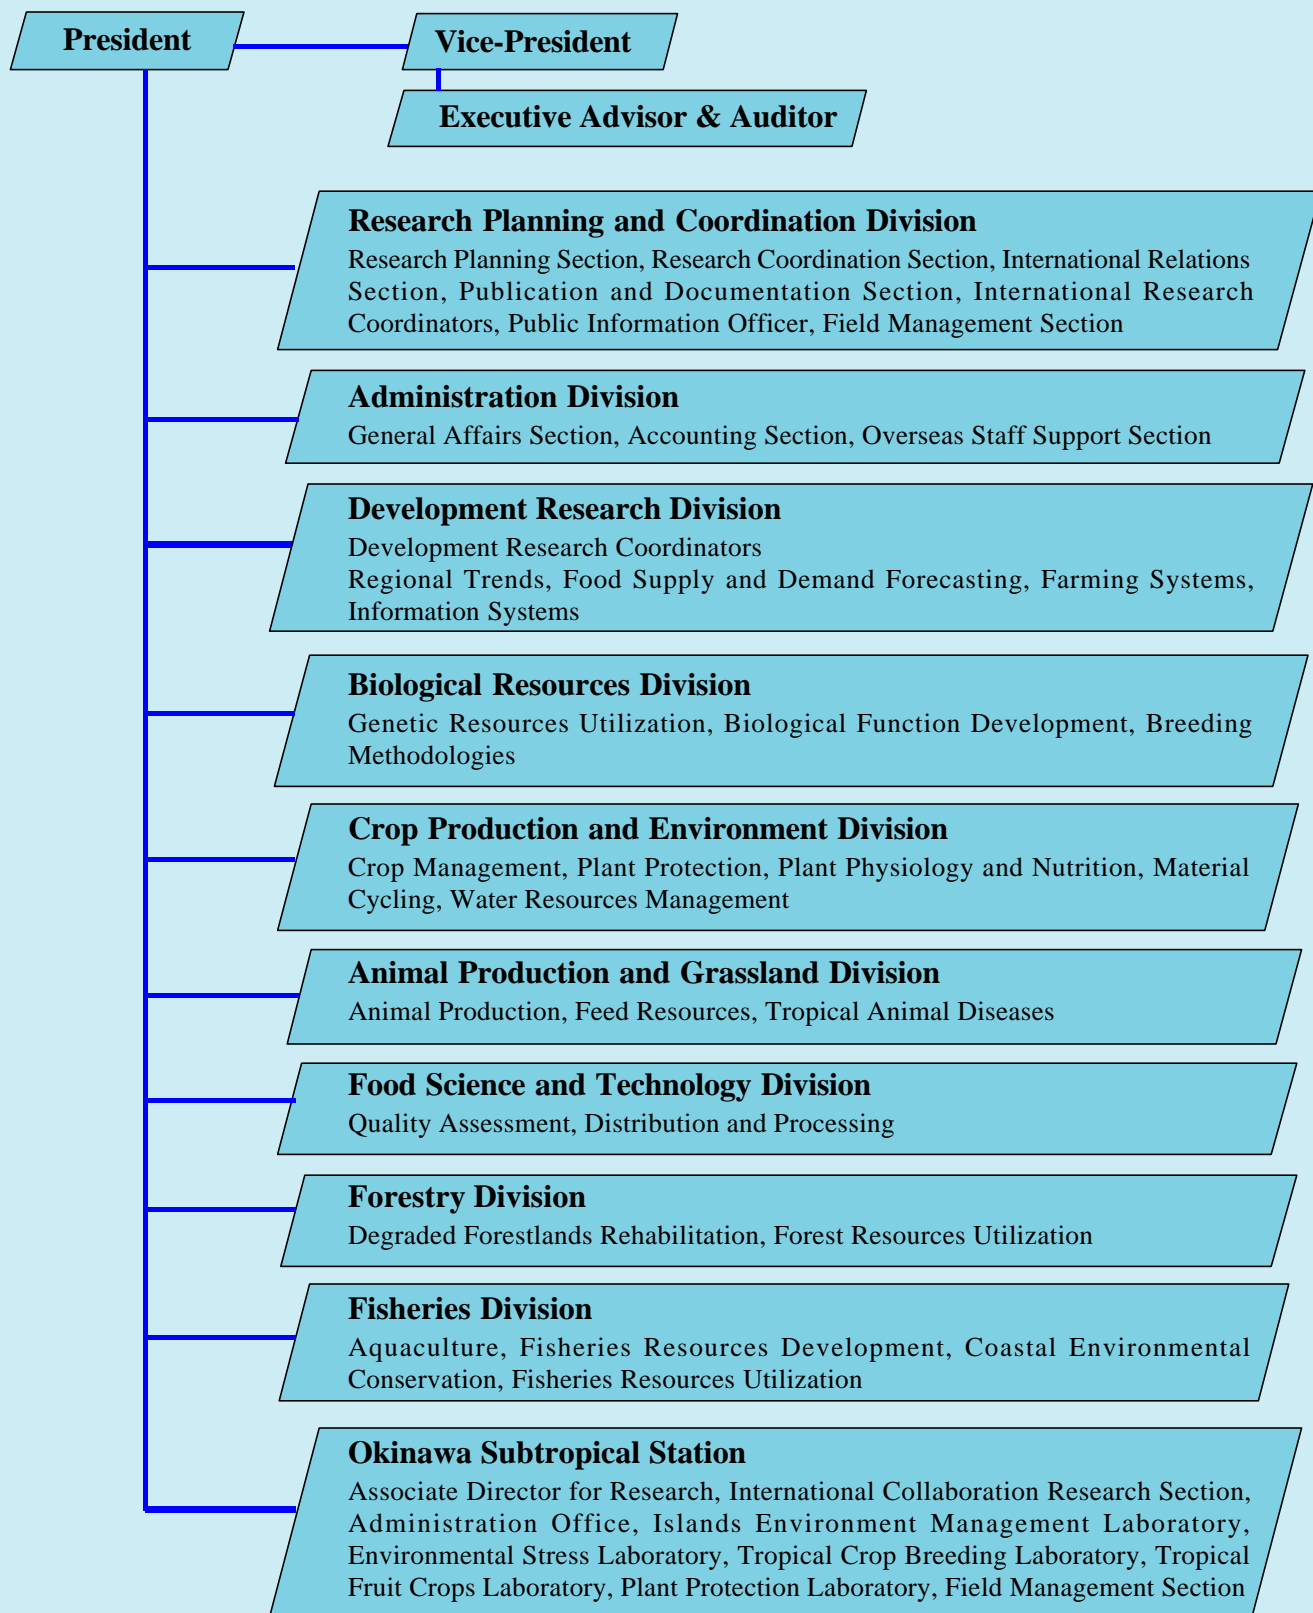 President
Vice-President
Executive Advisor & Auditor
Research Planning and Coordination Division
Research Planning Section, Research Coordination Section, International Relations
Section, Publication and Documentation Section, International Research
Coordinators, Public Information Officer, Field Management Section
Administration Division
General Affairs Section, Accounting Section, Overseas Staff Support Section
Development Research Division
Development Research Coordinators
Regional Trends, Food Supply and Demand Forecasting, Farming Systems,
Information Systems
Biological Resources Division
Genetic Resources Utilization, Biological Function Development, Breeding
Methodologies
Crop Production and Environment Division
Crop Management, Plant Protection, Plant Physiology and Nutrition, Material
Cycling, Water Resources Management
Animal Production and Grassland Division
Animal Production, Feed Resources, Tropical Animal Diseases
Food Science and Technology Division
Quality Assessment, Distribution and Processing
Forestry Division
Degraded Forestlands Rehabilitation, Forest Resources Utilization
Fisheries Division
Aquaculture, Fisheries Resources Development, Coastal Environmental
Conservation, Fisheries Resources Utilization
Okinawa Subtropical Station
Associate Director for Research, International Collaboration Research Section,
Administration Office, Islands Environment Management Laboratory,
Environmental Stress Laboratory, Tropical Crop Breeding Laboratory, Tropical
Fruit Crops Laboratory, Plant Protection Laboratory, Field Management Section